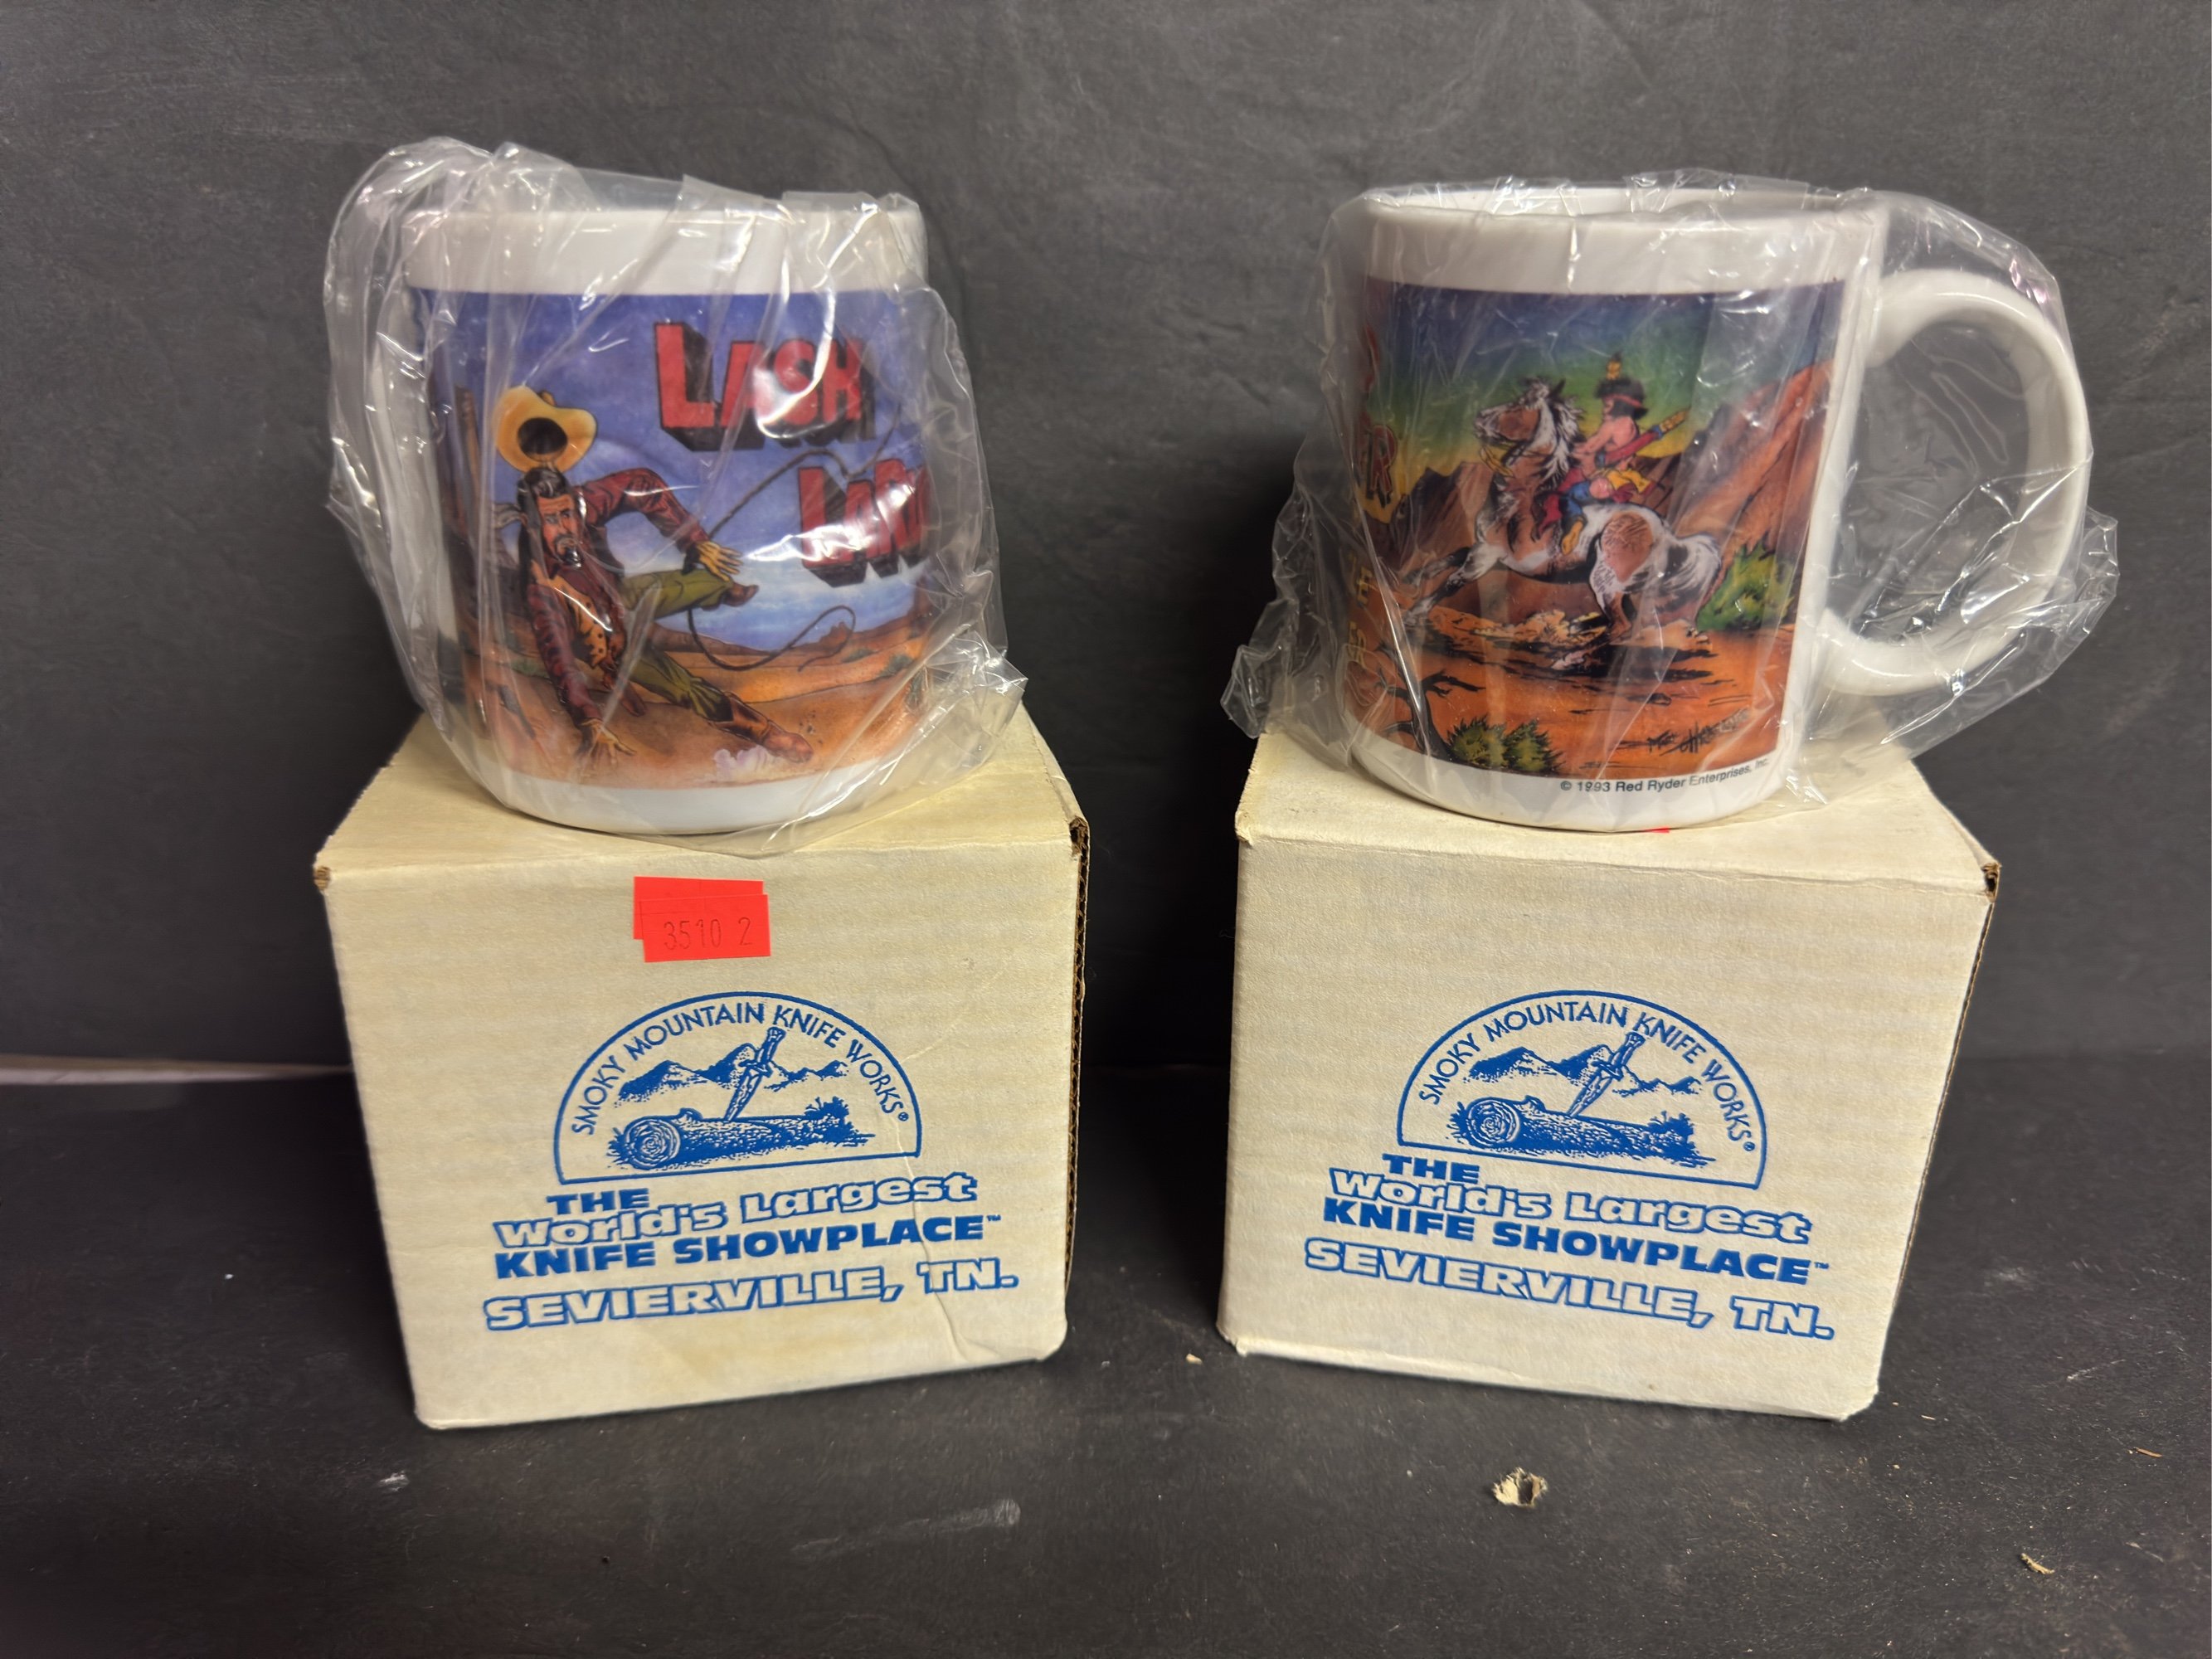 LASH
LA
© 1993 Red Ryder Enterprises, Inc.
3510 2
SMOKY MOUNTAIN KNIFE WORKS®
THE
World's Largest
KNIFE SHOWPLACE™
SEVIERVILLE, TN.
SMOKY MOUNTAIN KNIFE WORKS®
THE
World's Largest
KNIFE SHOWPLACE™
SEVIERVILLE, TN.